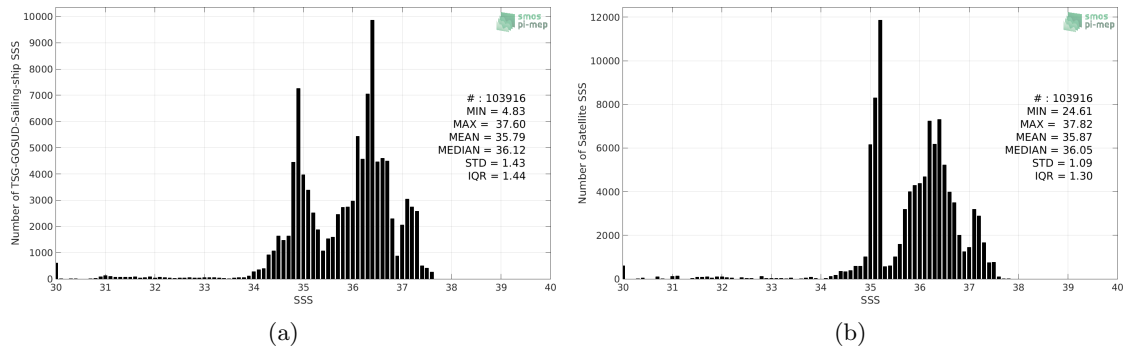 10000
9000
8000
7000
6000
5000
4000
3000
2000
1000
0
Number of TSG-GOSUD-Sailing-ship SSS
smos
pi-mep
# : 103916
MIN = 4.83
MAX = 37.60
MEAN = 35.79
MEDIAN = 36.12
STD = 1.43
IQR = 1.44
30 31 32 33 34 35 36 37 38 39 40
SSS
(a)
12000
10000
8000
6000
4000
2000
0
Number of Satellite SSS
smos
pi-mep
# : 103916
MIN = 24.61
MAX = 37.82
MEAN = 35.87
MEDIAN = 36.05
STD = 1.09
IQR = 1.30
30 31 32 33 34 35 36 37 38 39 40
SSS
(b)